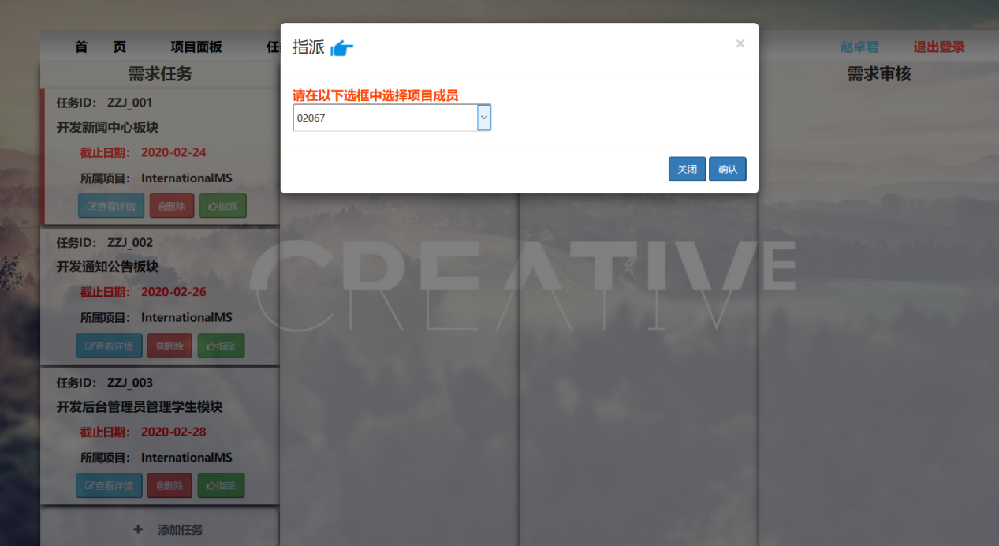 首 页 项目面板 任
赵卓君 退出登录
指派
×
请在以下选框中选择项目成员
02067
关闭 确认
需求任务
任务ID： ZZJ_001
开发新闻中心板块
截止日期： 2020-02-24
所属项目： InternationalMS
查看详情 删除 指派
任务ID： ZZJ_002
开发通知公告板块
截止日期： 2020-02-26
所属项目： InternationalMS
查看详情 删除 指派
任务ID： ZZJ_003
开发后台管理员管理学生模块
截止日期： 2020-02-28
所属项目： InternationalMS
查看详情 删除 指派
+ 添加任务
需求审核
CREATIVE
CREATIV